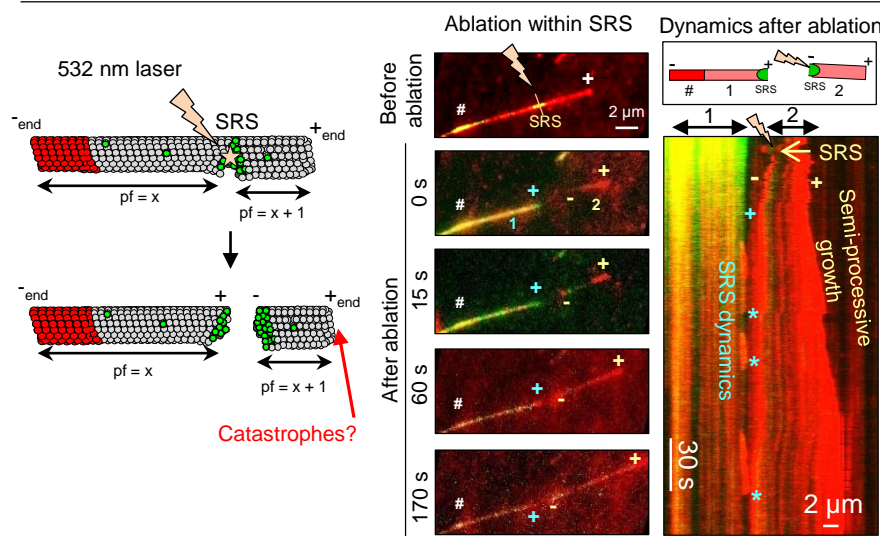 532 nm laser
SRS
-end
+end
pf = x
pf = x + 1
-
end
+
-
+end
pf = x
pf = x + 1
Catastrophes?
Ablation within SRS
Before ablation
#
SRS
+
2 µm
After ablation
0 s
#
1
+
-
2
+
15 s
#
+
-
+
60 s
#
+
-
+
170 s
#
+
-
+
Dynamics after ablation
-
+
-
+
#
1
SRS
SRS
2
1
2
SRS
-
+
+
SRS dynamics
Semi-processive growth
*
*
*
30 s
2 µm